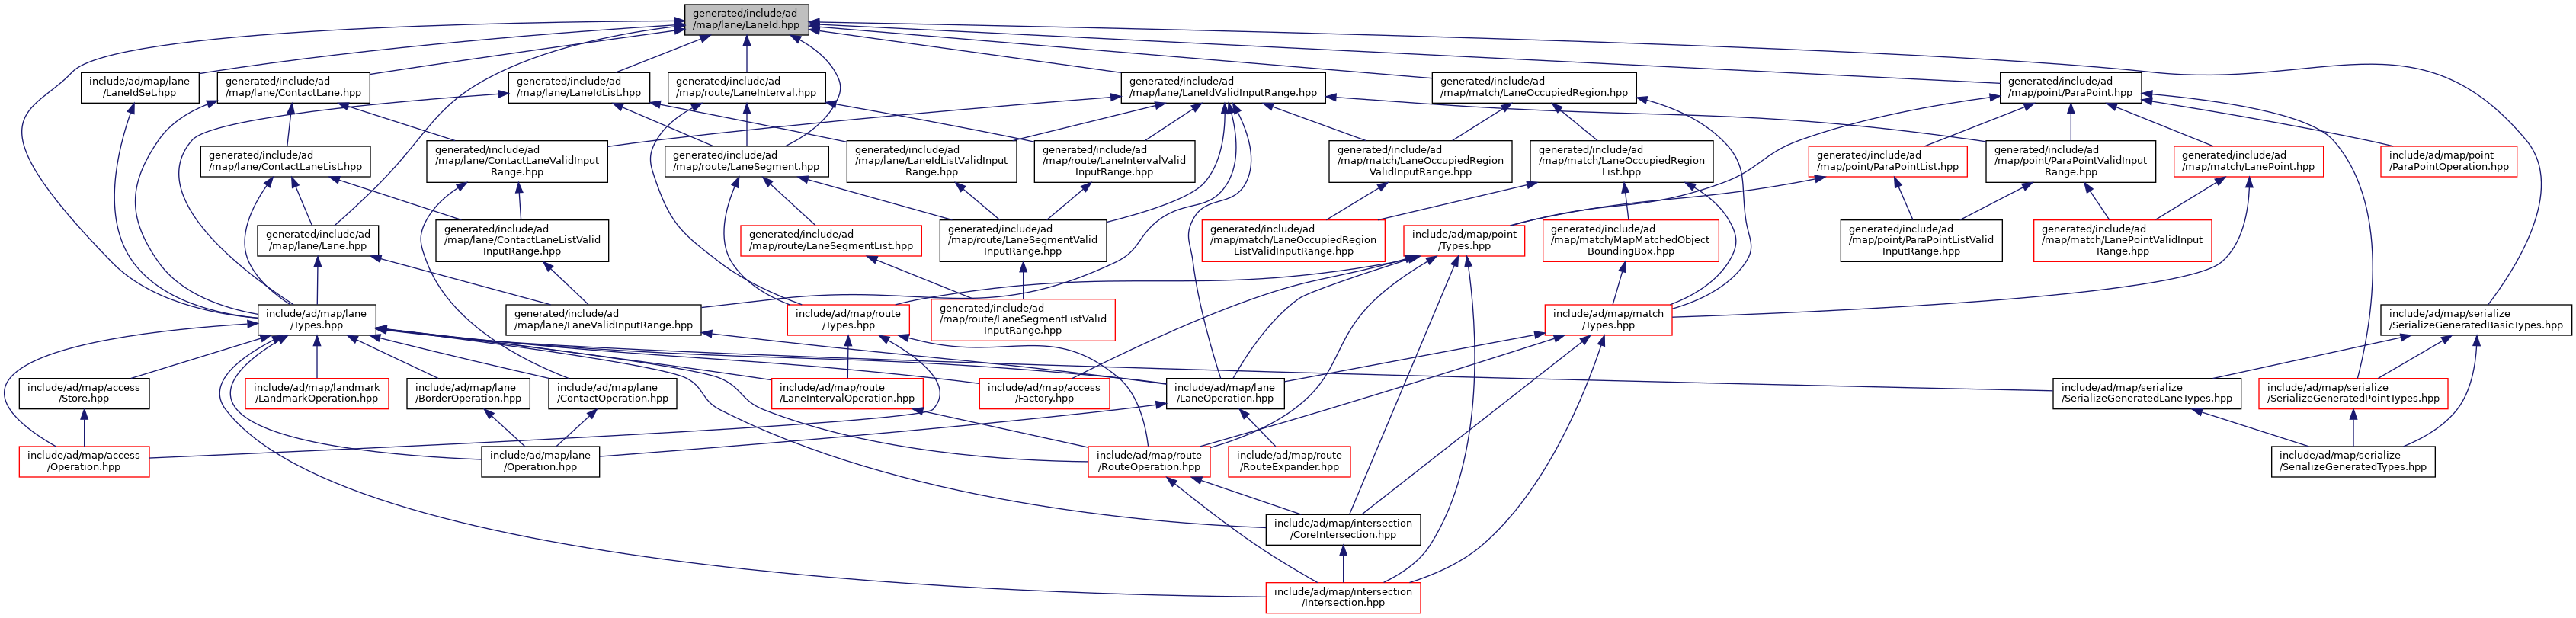 generated/include/ad
/map/lane/LaneId.hpp
include/ad/map/lane
/LaneIdSet.hpp
generated/include/ad
/map/lane/ContactLane.hpp
generated/include/ad
/map/lane/LaneIdList.hpp
generated/include/ad
/map/route/LaneInterval.hpp
generated/include/ad
/map/lane/LaneIdValidInputRange.hpp
generated/include/ad
/map/match/LaneOccupiedRegion.hpp
generated/include/ad
/map/point/ParaPoint.hpp
generated/include/ad
/map/lane/ContactLaneList.hpp
generated/include/ad
/map/lane/ContactLaneValidInput
Range.hpp
generated/include/ad
/map/route/LaneSegment.hpp
generated/include/ad
/map/lane/LaneIdListValidInput
Range.hpp
generated/include/ad
/map/route/LaneIntervalValid
InputRange.hpp
generated/include/ad
/map/match/LaneOccupiedRegion
ValidInputRange.hpp
generated/include/ad
/map/match/LaneOccupiedRegion
List.hpp
generated/include/ad
/map/point/ParaPointList.hpp
generated/include/ad
/map/point/ParaPointValidInput
Range.hpp
generated/include/ad
/map/match/LanePoint.hpp
include/ad/map/point
/ParaPointOperation.hpp
generated/include/ad
/map/lane/Lane.hpp
generated/include/ad
/map/lane/ContactLaneListValid
InputRange.hpp
generated/include/ad
/map/route/LaneSegmentList.hpp
generated/include/ad
/map/route/LaneSegmentValid
InputRange.hpp
generated/include/ad
/map/match/LaneOccupiedRegion
ListValidInputRange.hpp
include/ad/map/point
/Types.hpp
generated/include/ad
/map/match/MapMatchedObject
BoundingBox.hpp
generated/include/ad
/map/point/ParaPointListValid
InputRange.hpp
generated/include/ad
/map/match/LanePointValidInput
Range.hpp
include/ad/map/lane
/Types.hpp
generated/include/ad
/map/lane/LaneValidInputRange.hpp
include/ad/map/route
/Types.hpp
generated/include/ad
/map/route/LaneSegmentListValid
InputRange.hpp
include/ad/map/match
/Types.hpp
include/ad/map/serialize
/SerializeGeneratedBasicTypes.hpp
include/ad/map/access
/Store.hpp
include/ad/map/landmark
/LandmarkOperation.hpp
include/ad/map/lane
/BorderOperation.hpp
include/ad/map/lane
/ContactOperation.hpp
include/ad/map/route
/LaneIntervalOperation.hpp
include/ad/map/access
/Factory.hpp
include/ad/map/lane
/LaneOperation.hpp
include/ad/map/serialize
/SerializeGeneratedLaneTypes.hpp
include/ad/map/serialize
/SerializeGeneratedPointTypes.hpp
include/ad/map/access
/Operation.hpp
include/ad/map/lane
/Operation.hpp
include/ad/map/route
/RouteOperation.hpp
include/ad/map/route
/RouteExpander.hpp
include/ad/map/serialize
/SerializeGeneratedTypes.hpp
include/ad/map/intersection
/CoreIntersection.hpp
include/ad/map/intersection
/Intersection.hpp